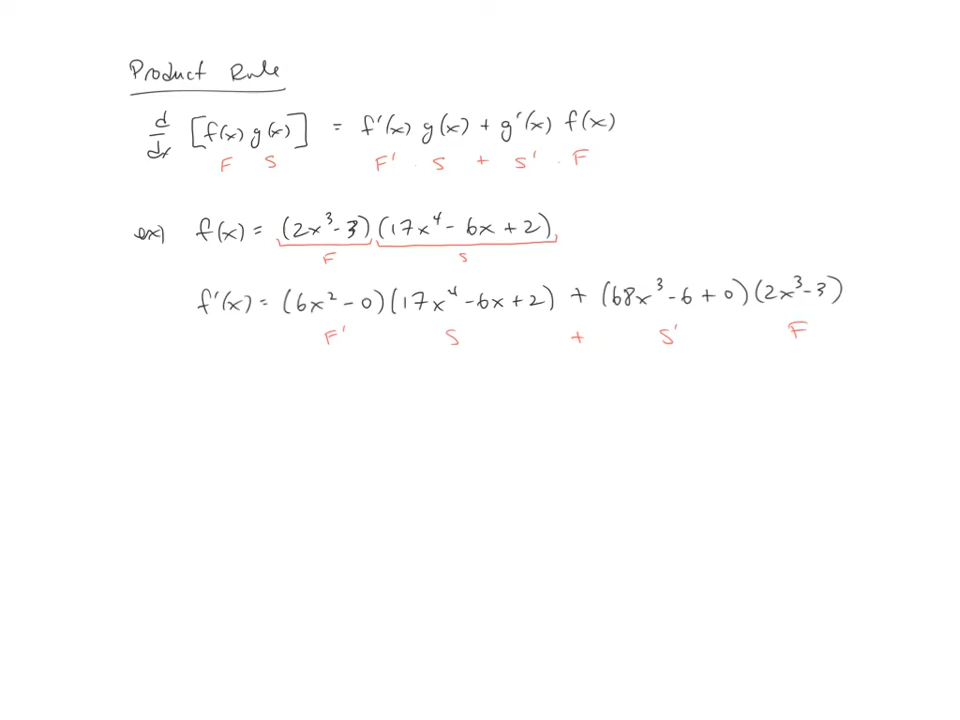 Product Rule
d/dx [f(x) g(x)] = f'(x) g(x) + g'(x) f(x)
F S F' · S + S' · F
ex) f(x) = (2x³-3)(17x⁴-6x+2)
F S
f'(x) = (6x²-0)(17x⁴-6x+2) + (68x³-6+0)(2x³-3)
F' S + S' F